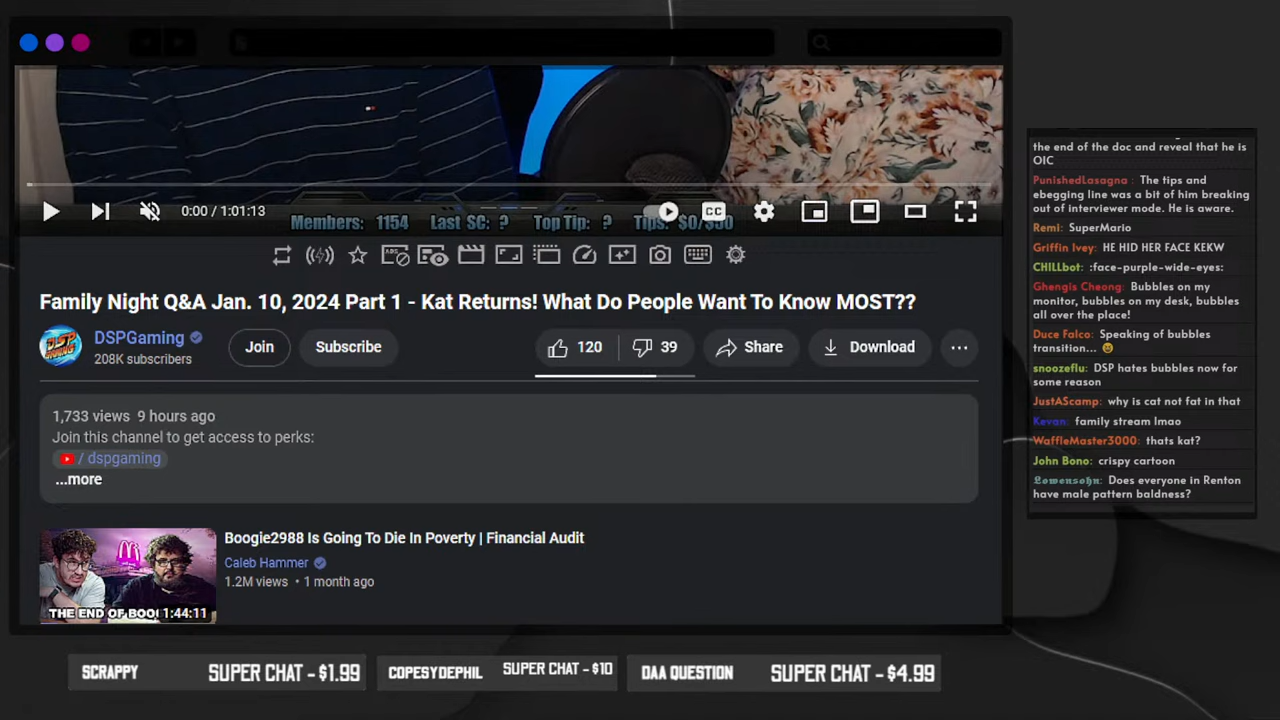 0:00 / 1:01:13
Members: 1154 Last SC: ? Top Tip: ? Tips: $0/$50
CC
Family Night Q&A Jan. 10, 2024 Part 1 - Kat Returns! What Do People Want To Know MOST??
DSPGaming
208K subscribers
Join
Subscribe
120
39
Share
Download
1,733 views 9 hours ago
Join this channel to get access to perks:
/ dspgaming
...more
Boogie2988 Is Going To Die In Poverty | Financial Audit
Caleb Hammer
1.2M views • 1 month ago
THE END OF BOO
1:44:11
the end of the doc and reveal that he is
OIC
PunishedLasagna : The tips and
ebegging line was a bit of him breaking
out of interviewer mode. He is aware.
Remi: SuperMario
Griffin Ivey: HE HID HER FACE KEKW
CHILLbot: :face-purple-wide-eyes:
Ghengis Cheong: Bubbles on my
monitor, bubbles on my desk, bubbles
all over the place!
Duce Falco: Speaking of bubbles
transition...
snoozeflu: DSP hates bubbles now for
some reason
JustAScamp: why is cat not fat in that
Kevan: family stream lmao
WaffleMaster3000: thats kat?
John Bono: crispy cartoon
𝕷𝖔𝖜𝖊𝖓𝖘𝖔𝖍𝖓: Does everyone in Renton
have male pattern baldness?
SCRAPPY SUPER CHAT - $1.99
COPESYDEPHIL SUPER CHAT - $10
DAA QUESTION SUPER CHAT - $4.99